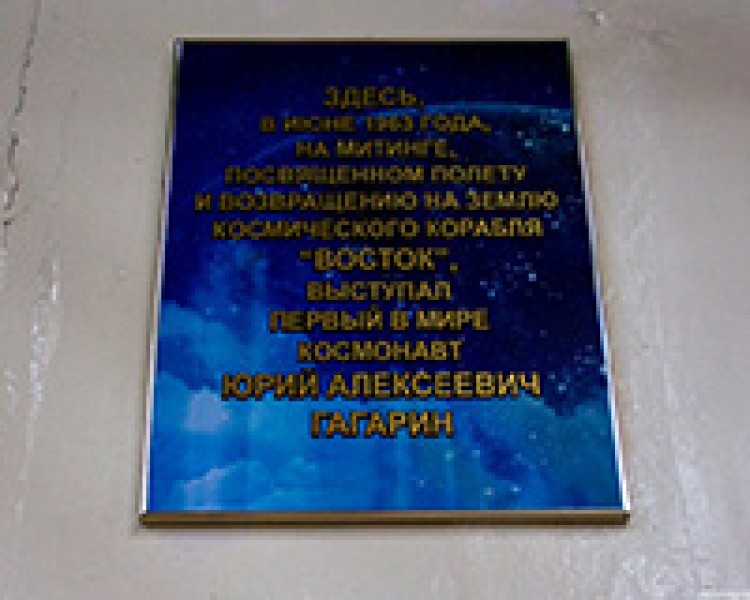 ЗДЕСЬ,
В ИЮНЕ 1963 ГОДА,
НА МИТИНГЕ,
ПОСВЯЩЕННОМ ПОЛЕТУ
И ВОЗВРАЩЕНИЮ НА ЗЕМЛЮ
КОСМИЧЕСКОГО КОРАБЛЯ
"ВОСТОК",
ВЫСТУПАЛ
ПЕРВЫЙ В МИРЕ
КОСМОНАВТ
ЮРИЙ АЛЕКСЕЕВИЧ
ГАГАРИН